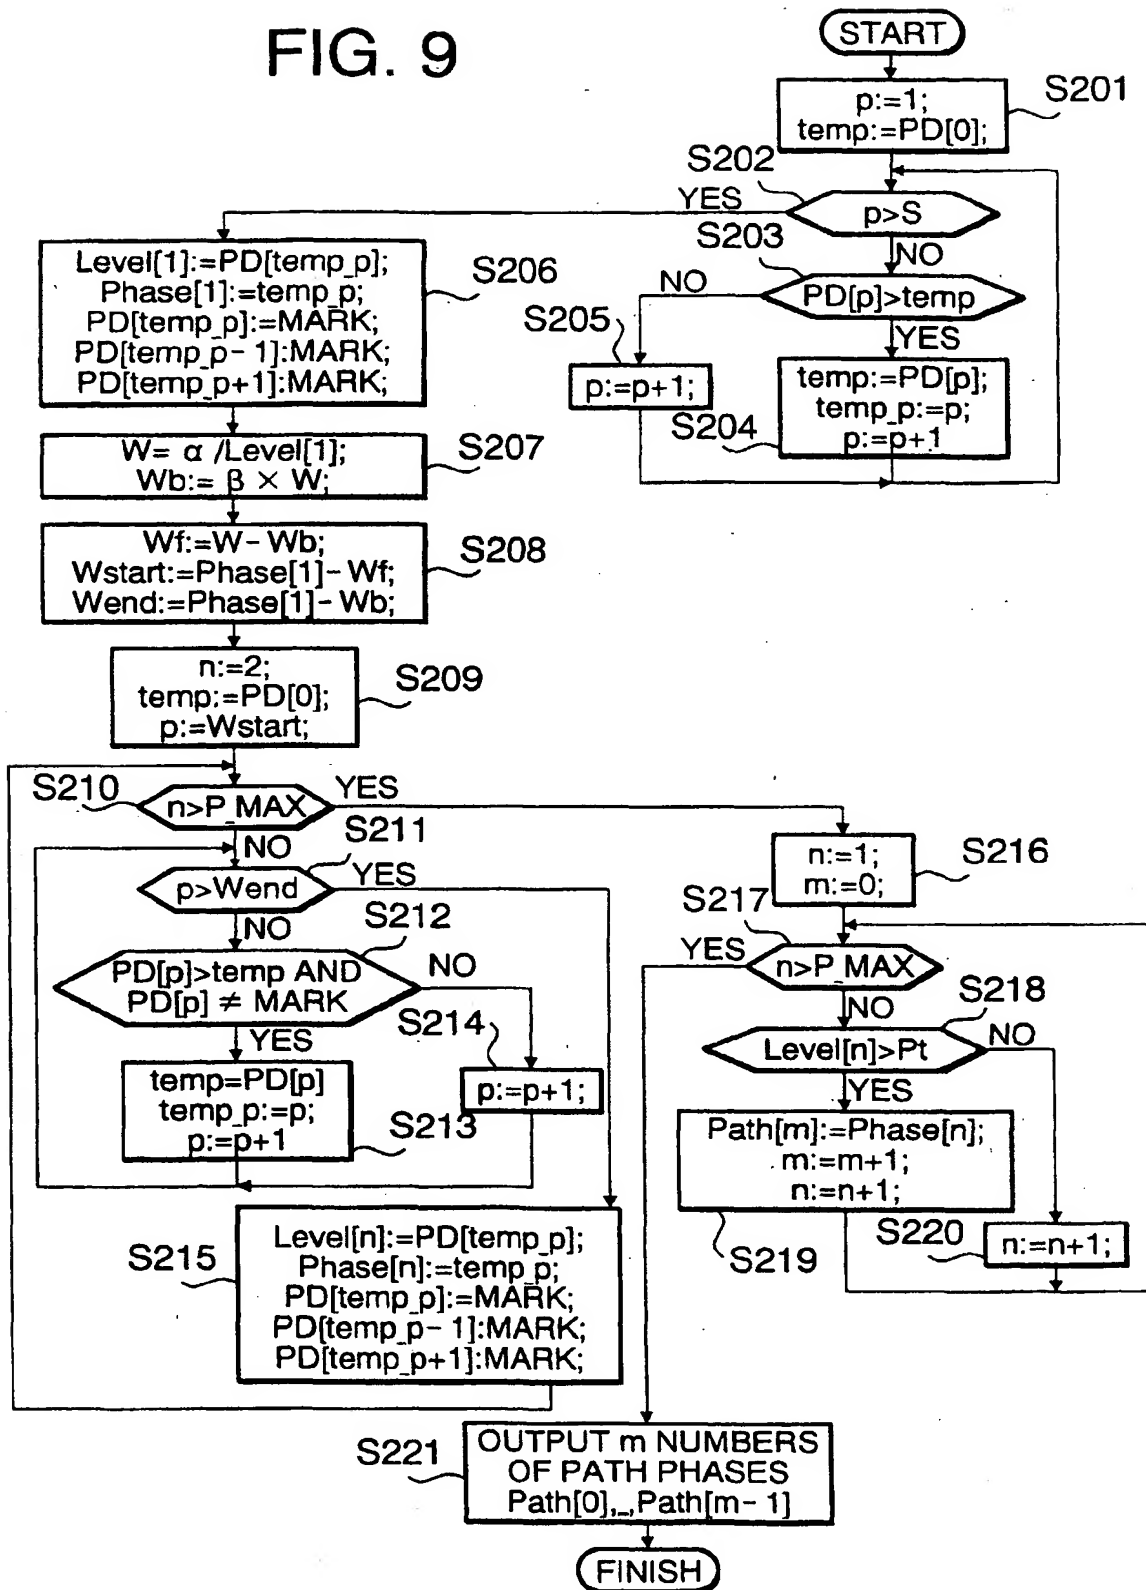 FIG. 9
START
S201
p:=1;
temp:=PD[0];
S202
YES
p>S
S203
NO
NO
PD[p]>temp
S205
YES
p:=p+1;
temp:=PD[p];
temp_p:=p;
p:=p+1
S204
Level[1]:=PD[temp_p];
Phase[1]:=temp_p;
PD[temp_p]:=MARK;
PD[temp_p-1]:MARK;
PD[temp_p+1]:MARK;
S206
W= α /Level[1];
Wb:= β × W;
S207
Wf:=W-Wb;
Wstart:=Phase[1]-Wf;
Wend:=Phase[1]-Wb;
S208
n:=2;
temp:=PD[0];
p:=Wstart;
S209
S210
n>P_MAX
YES
NO
S211
p>Wend
YES
NO
S212
PD[p]>temp AND
PD[p] ≠ MARK
NO
YES
S214
p:=p+1;
temp=PD[p]
temp_p:=p;
p:=p+1
S213
S215
Level[n]:=PD[temp_p];
Phase[n]:=temp_p;
PD[temp_p]:=MARK;
PD[temp_p-1]:MARK;
PD[temp_p+1]:MARK;
n:=1;
m:=0;
S216
S217
YES
n>P_MAX
NO
S218
Level[n]>Pt
NO
YES
Path[m]:=Phase[n];
m:=m+1;
n:=n+1;
S219
S220
n:=n+1;
S221
OUTPUT m NUMBERS
OF PATH PHASES
Path[0],_,Path[m-1]
FINISH